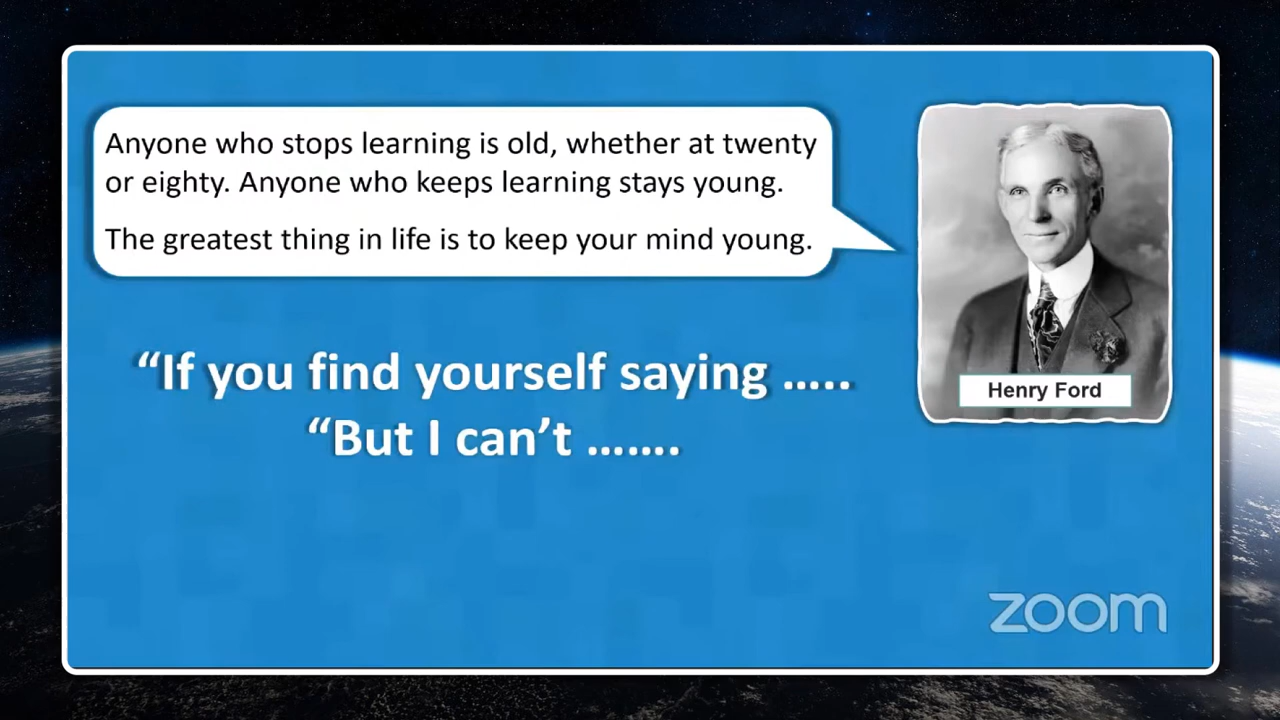 Anyone who stops learning is old, whether at twenty
or eighty. Anyone who keeps learning stays young.
The greatest thing in life is to keep your mind young.
“If you find yourself saying …..
“But I can’t …….
Henry Ford
zoom